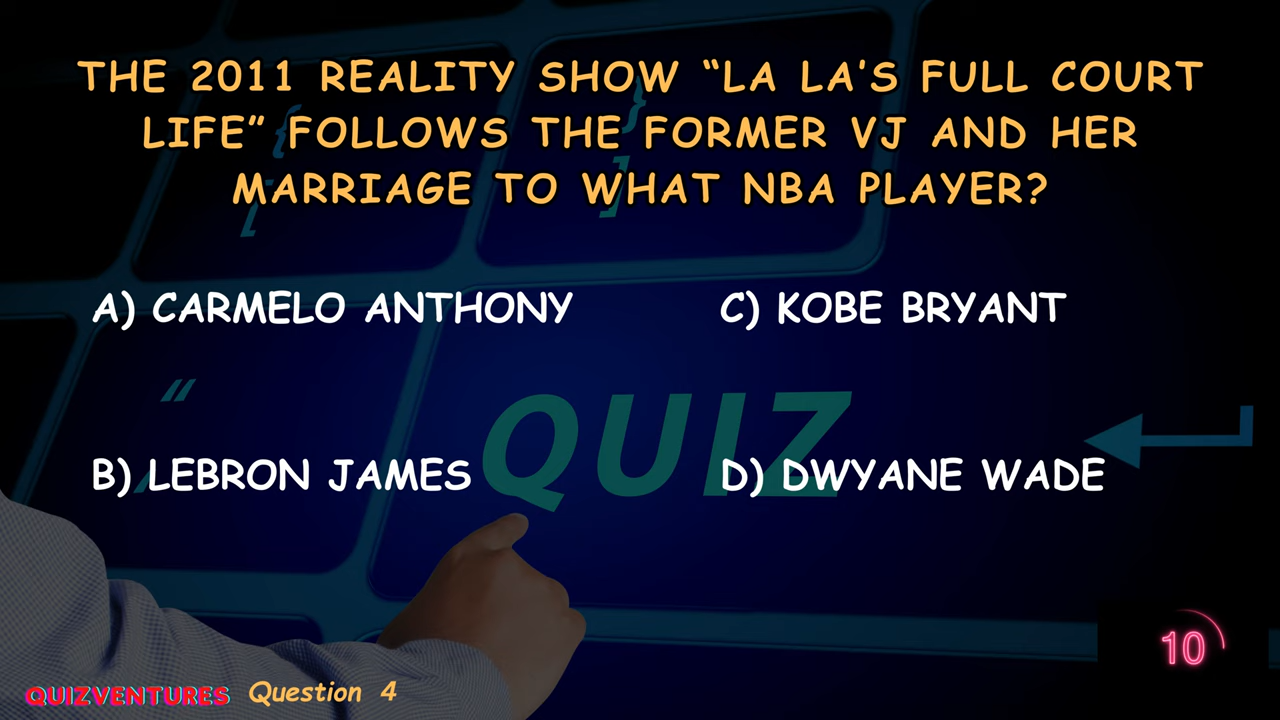 THE 2011 REALITY SHOW “LA LA’S FULL COURT
LIFE” FOLLOWS THE FORMER VJ AND HER
MARRIAGE TO WHAT NBA PLAYER?
A) CARMELO ANTHONY
B) LEBRON JAMES
C) KOBE BRYANT
D) DWYANE WADE
QUIZ
10
QUIZVENTURES Question 4